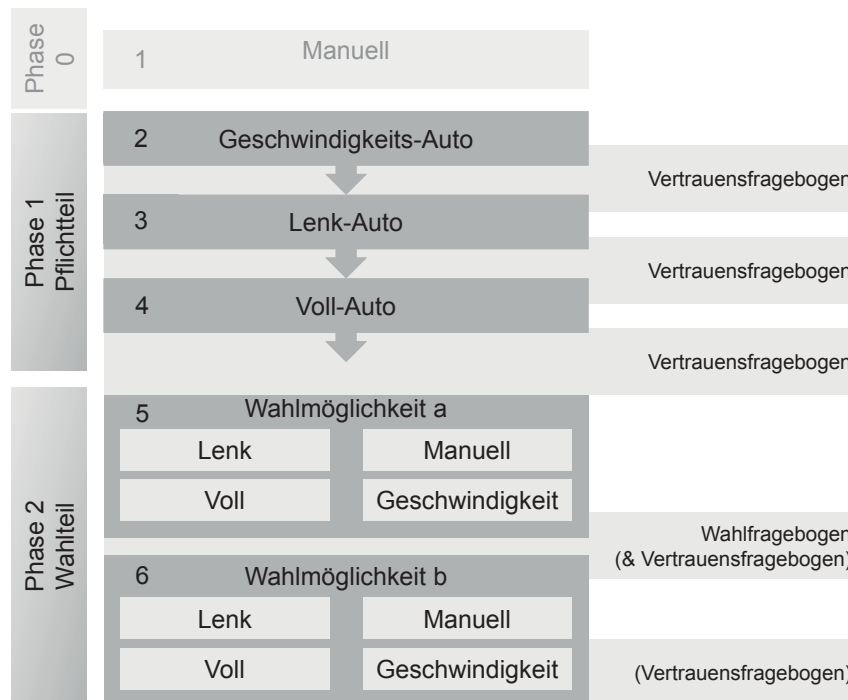 Phase
0
1
Manuell
Phase 1
Pflichtteil
2
Geschwindigkeits-Auto
Vertrauensfragebogen
3
Lenk-Auto
Vertrauensfragebogen
4
Voll-Auto
Vertrauensfragebogen
Phase 2
Wahlteil
5
Wahlmöglichkeit a
Lenk
Manuell
Voll
Geschwindigkeit
Wahlfragebogen
(& Vertrauensfragebogen)
6
Wahlmöglichkeit b
Lenk
Manuell
Voll
Geschwindigkeit
(Vertrauensfragebogen)